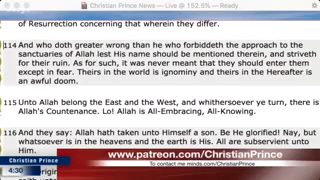 Christian Prince News — Live @ 152.5% — Ready
of Resurrection concerning that wherein they differ.
114 And who doth greater wrong than he who forbiddeth the approach to the
sanctuaries of Allah lest His name should be mentioned therein, and striveth
for their ruin. As for such, it was never meant that they should enter them
except in fear. Theirs in the world is ignominy and theirs in the Hereafter is
an awful doom.
115 Unto Allah belong the East and the West, and whithersoever ye turn, there is
Allah's Countenance. Lo! Allah is All-Embracing, All-Knowing.
116 And they say: Allah hath taken unto Himself a son. Be He glorified! Nay, but
whatsoever is in the heavens and the earth is His. All are subservient unto
Him.
Christian Prince
www.patreon.com/ChristianPrince
4:30
To contact me minds.com/ChristianPrince